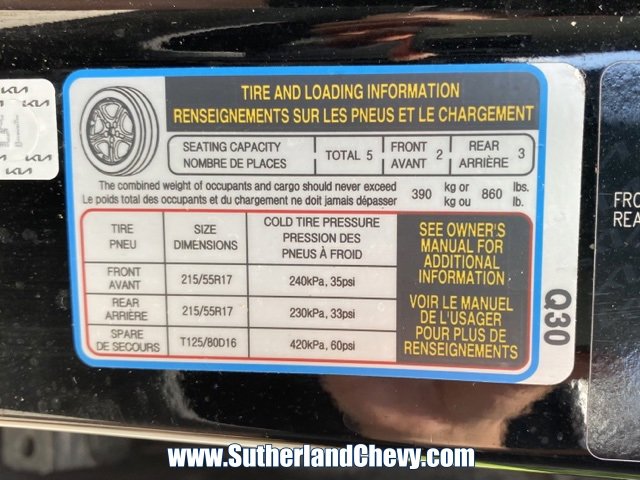 TIRE AND LOADING INFORMATION
RENSEIGNEMENTS SUR LES PNEUS ET LE CHARGEMENT
SEATING CAPACITY
NOMBRE DE PLACES
TOTAL 5
FRONT
AVANT
2
REAR
ARRIÈRE
3
The combined weight of occupants and cargo should never exceed
Le poids total des occupants et du chargement ne doit jamais dépasser
390
kg or
kg ou
860
lbs.
lb.
TIRE
PNEU
SIZE
DIMENSIONS
COLD TIRE PRESSURE
PRESSION DES
PNEUS À FROID
FRONT
AVANT
215/55R17
240kPa, 35psi
REAR
ARRIÈRE
215/55R17
230kPa, 33psi
SPARE
DE SECOURS
T125/80D16
420kPa, 60psi
SEE OWNER'S
MANUAL FOR
ADDITIONAL
INFORMATION
VOIR LE MANUEL
DE L'USAGER
POUR PLUS DE
RENSEIGNEMENTS
Q30
FRO
REA
www.SutherlandChevy.com